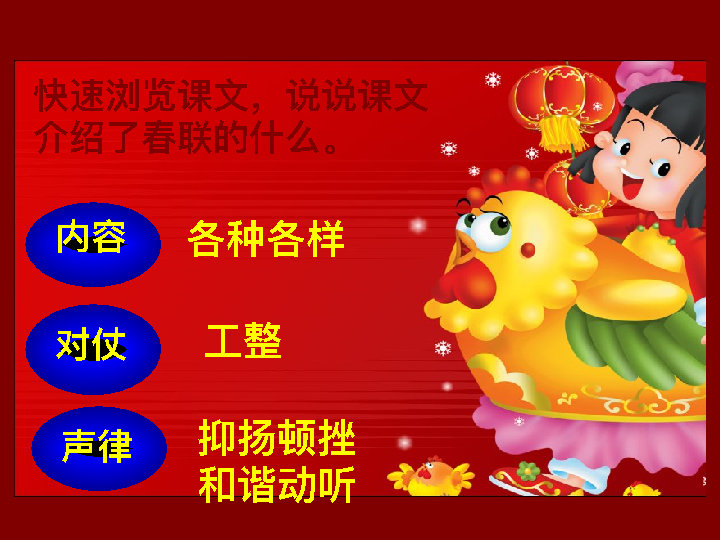 快速浏览课文，说说课文
介绍了春联的什么。
内容 各种各样
对仗 工整
声律 抑扬顿挫
和谐动听